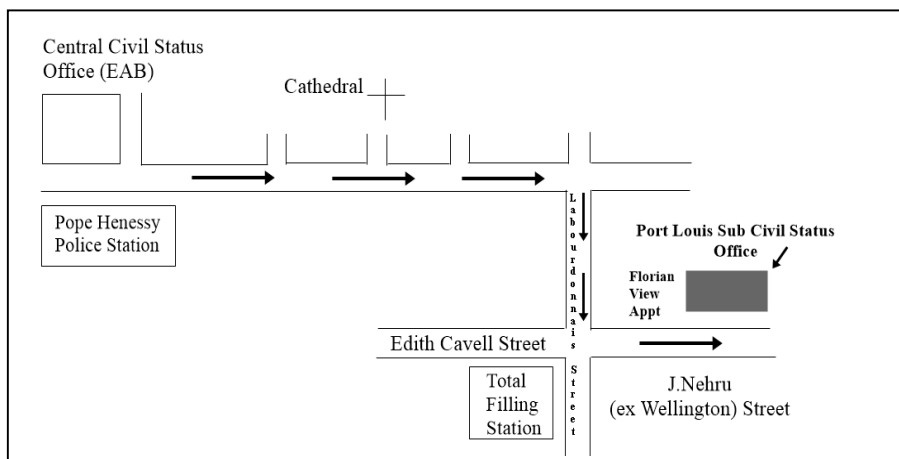 Central Civil Status
Office (EAB)
Cathedral
Pope Henessy
Police Station
Labourdonnais Street
Port Louis Sub Civil Status
Office
Florian
View
Appt
Edith Cavell Street
Total
Filling
Station
J.Nehru
(ex Wellington) Street